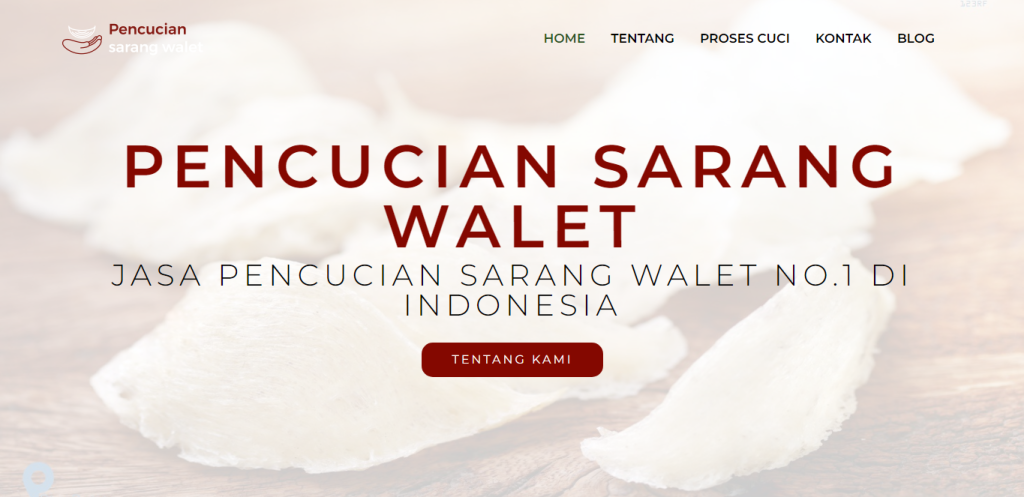 Pencucian
sarang walet
HOME TENTANG PROSES CUCI KONTAK BLOG
PENCUCIAN SARANG
WALET
JASA PENCUCIAN SARANG WALET NO.1 DI
INDONESIA
TENTANG KAMI